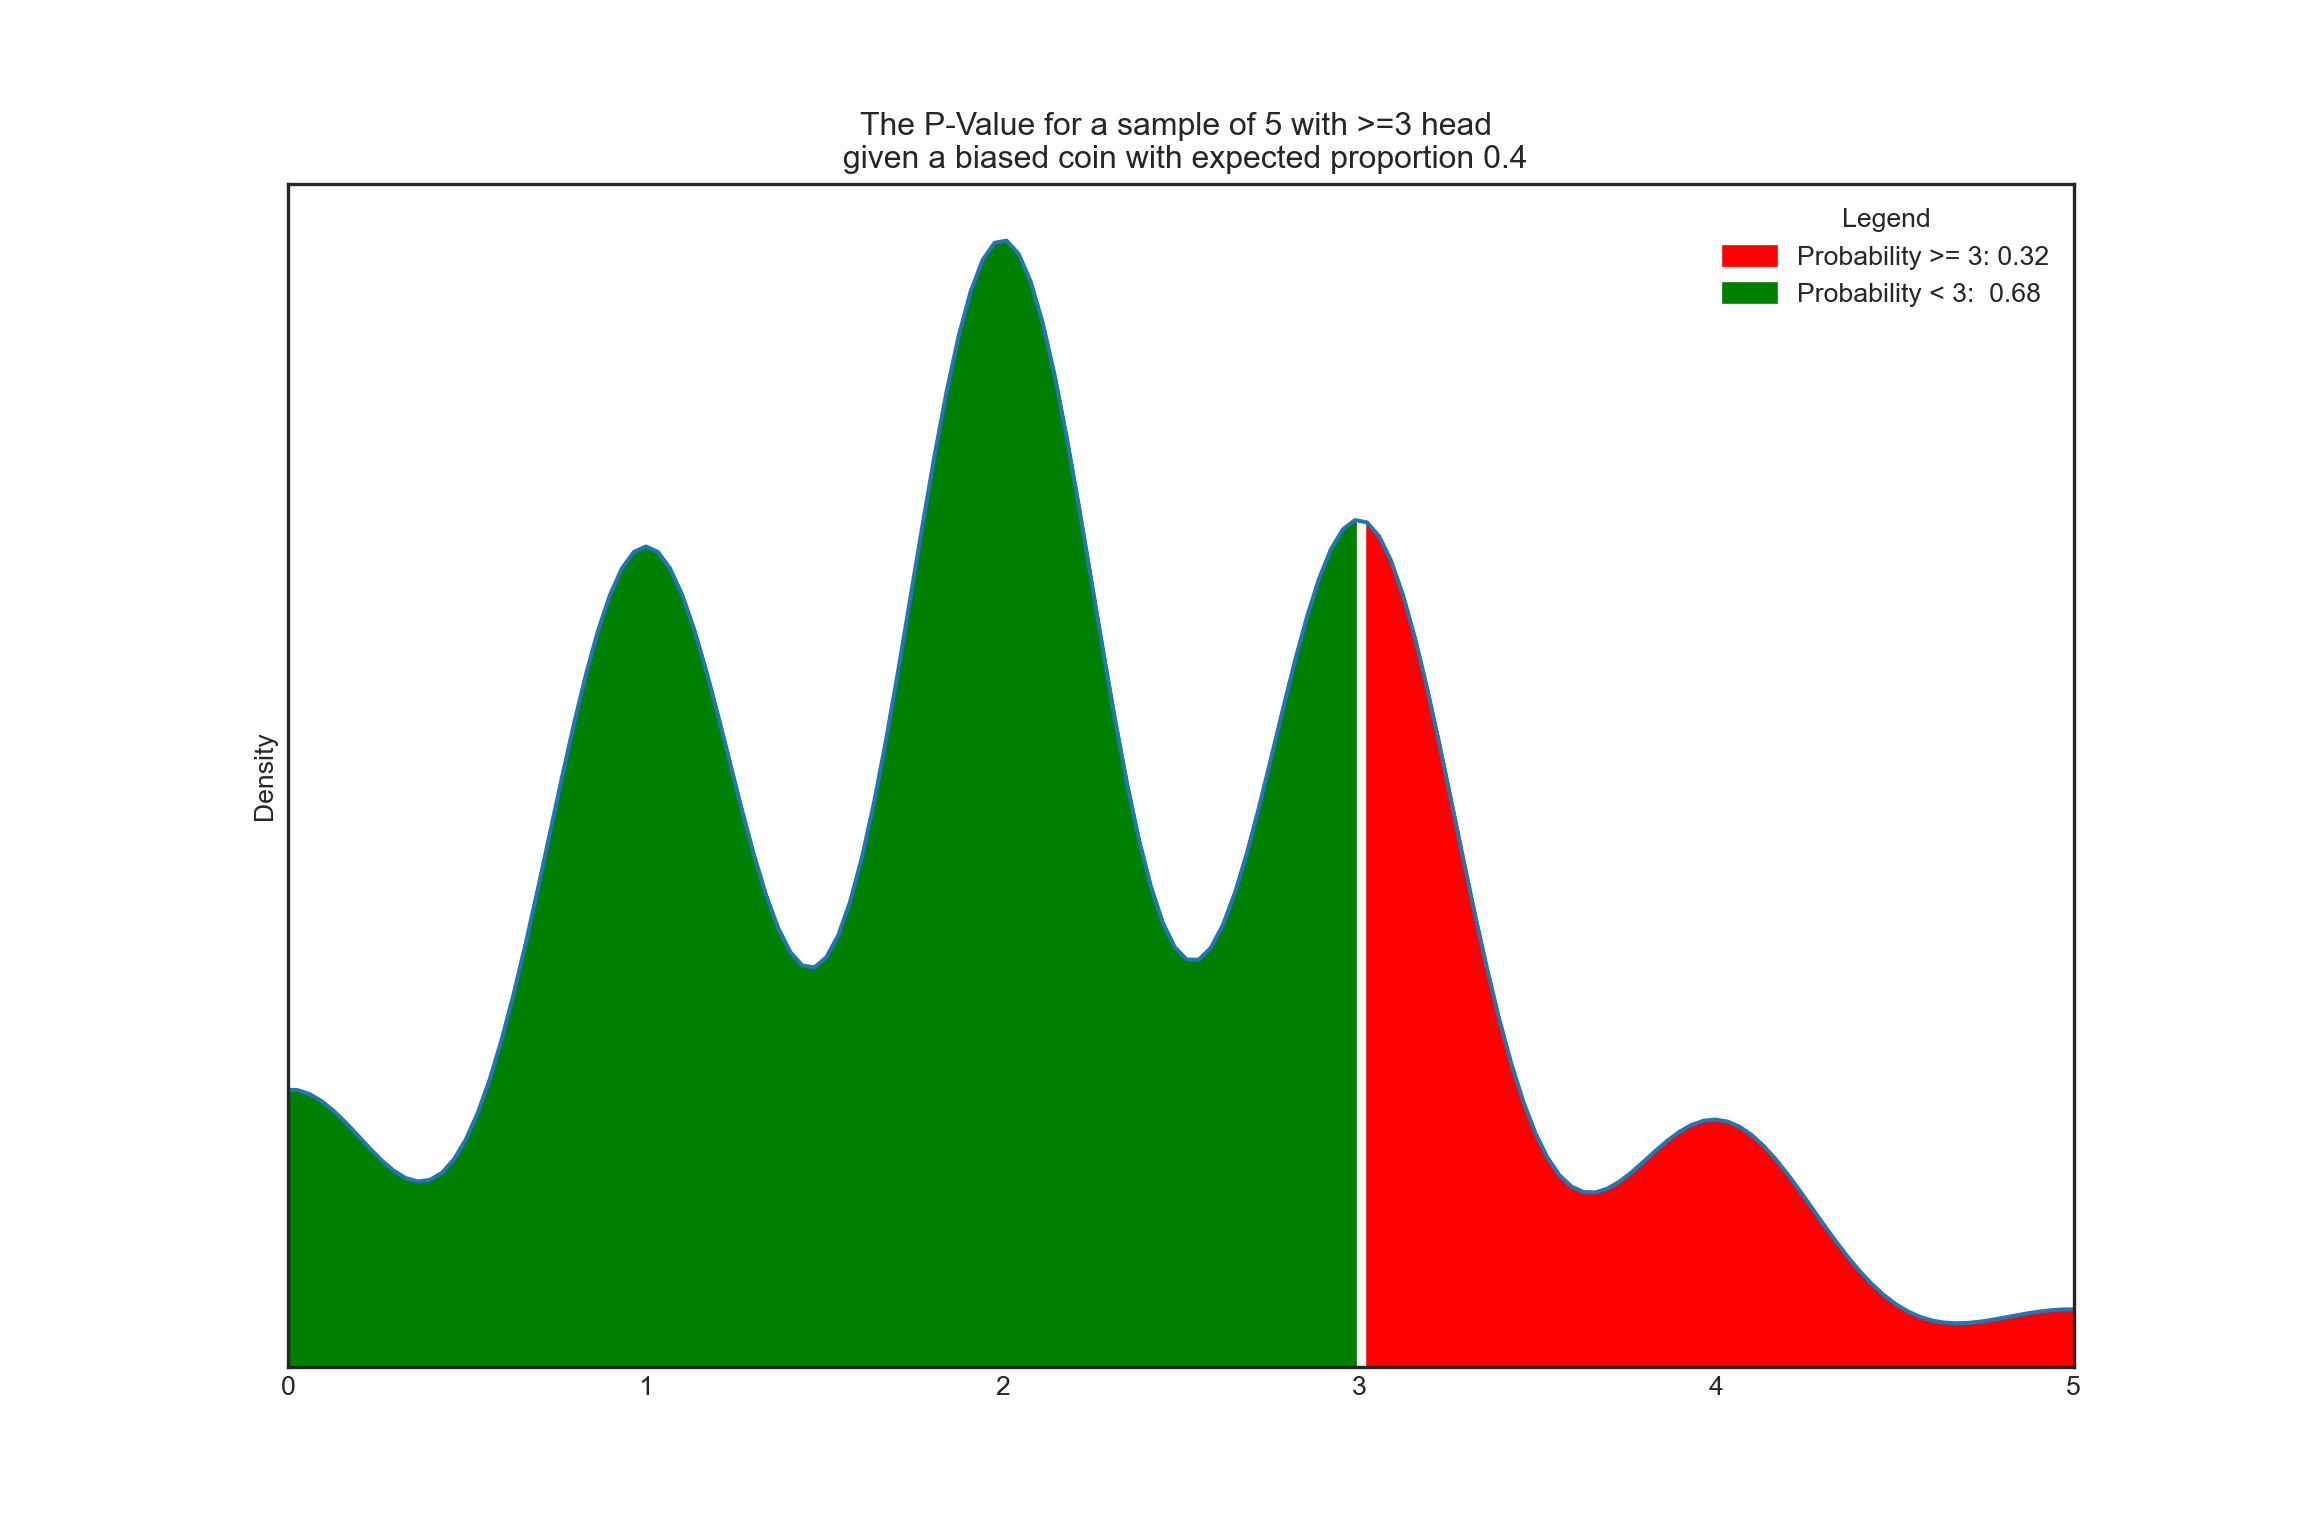 The P-Value for a sample of 5 with >=3 head
given a biased coin with expected proportion 0.4
Legend
Probability >= 3: 0.32
Probability < 3:  0.68
Density
0 1 2 3 4 5